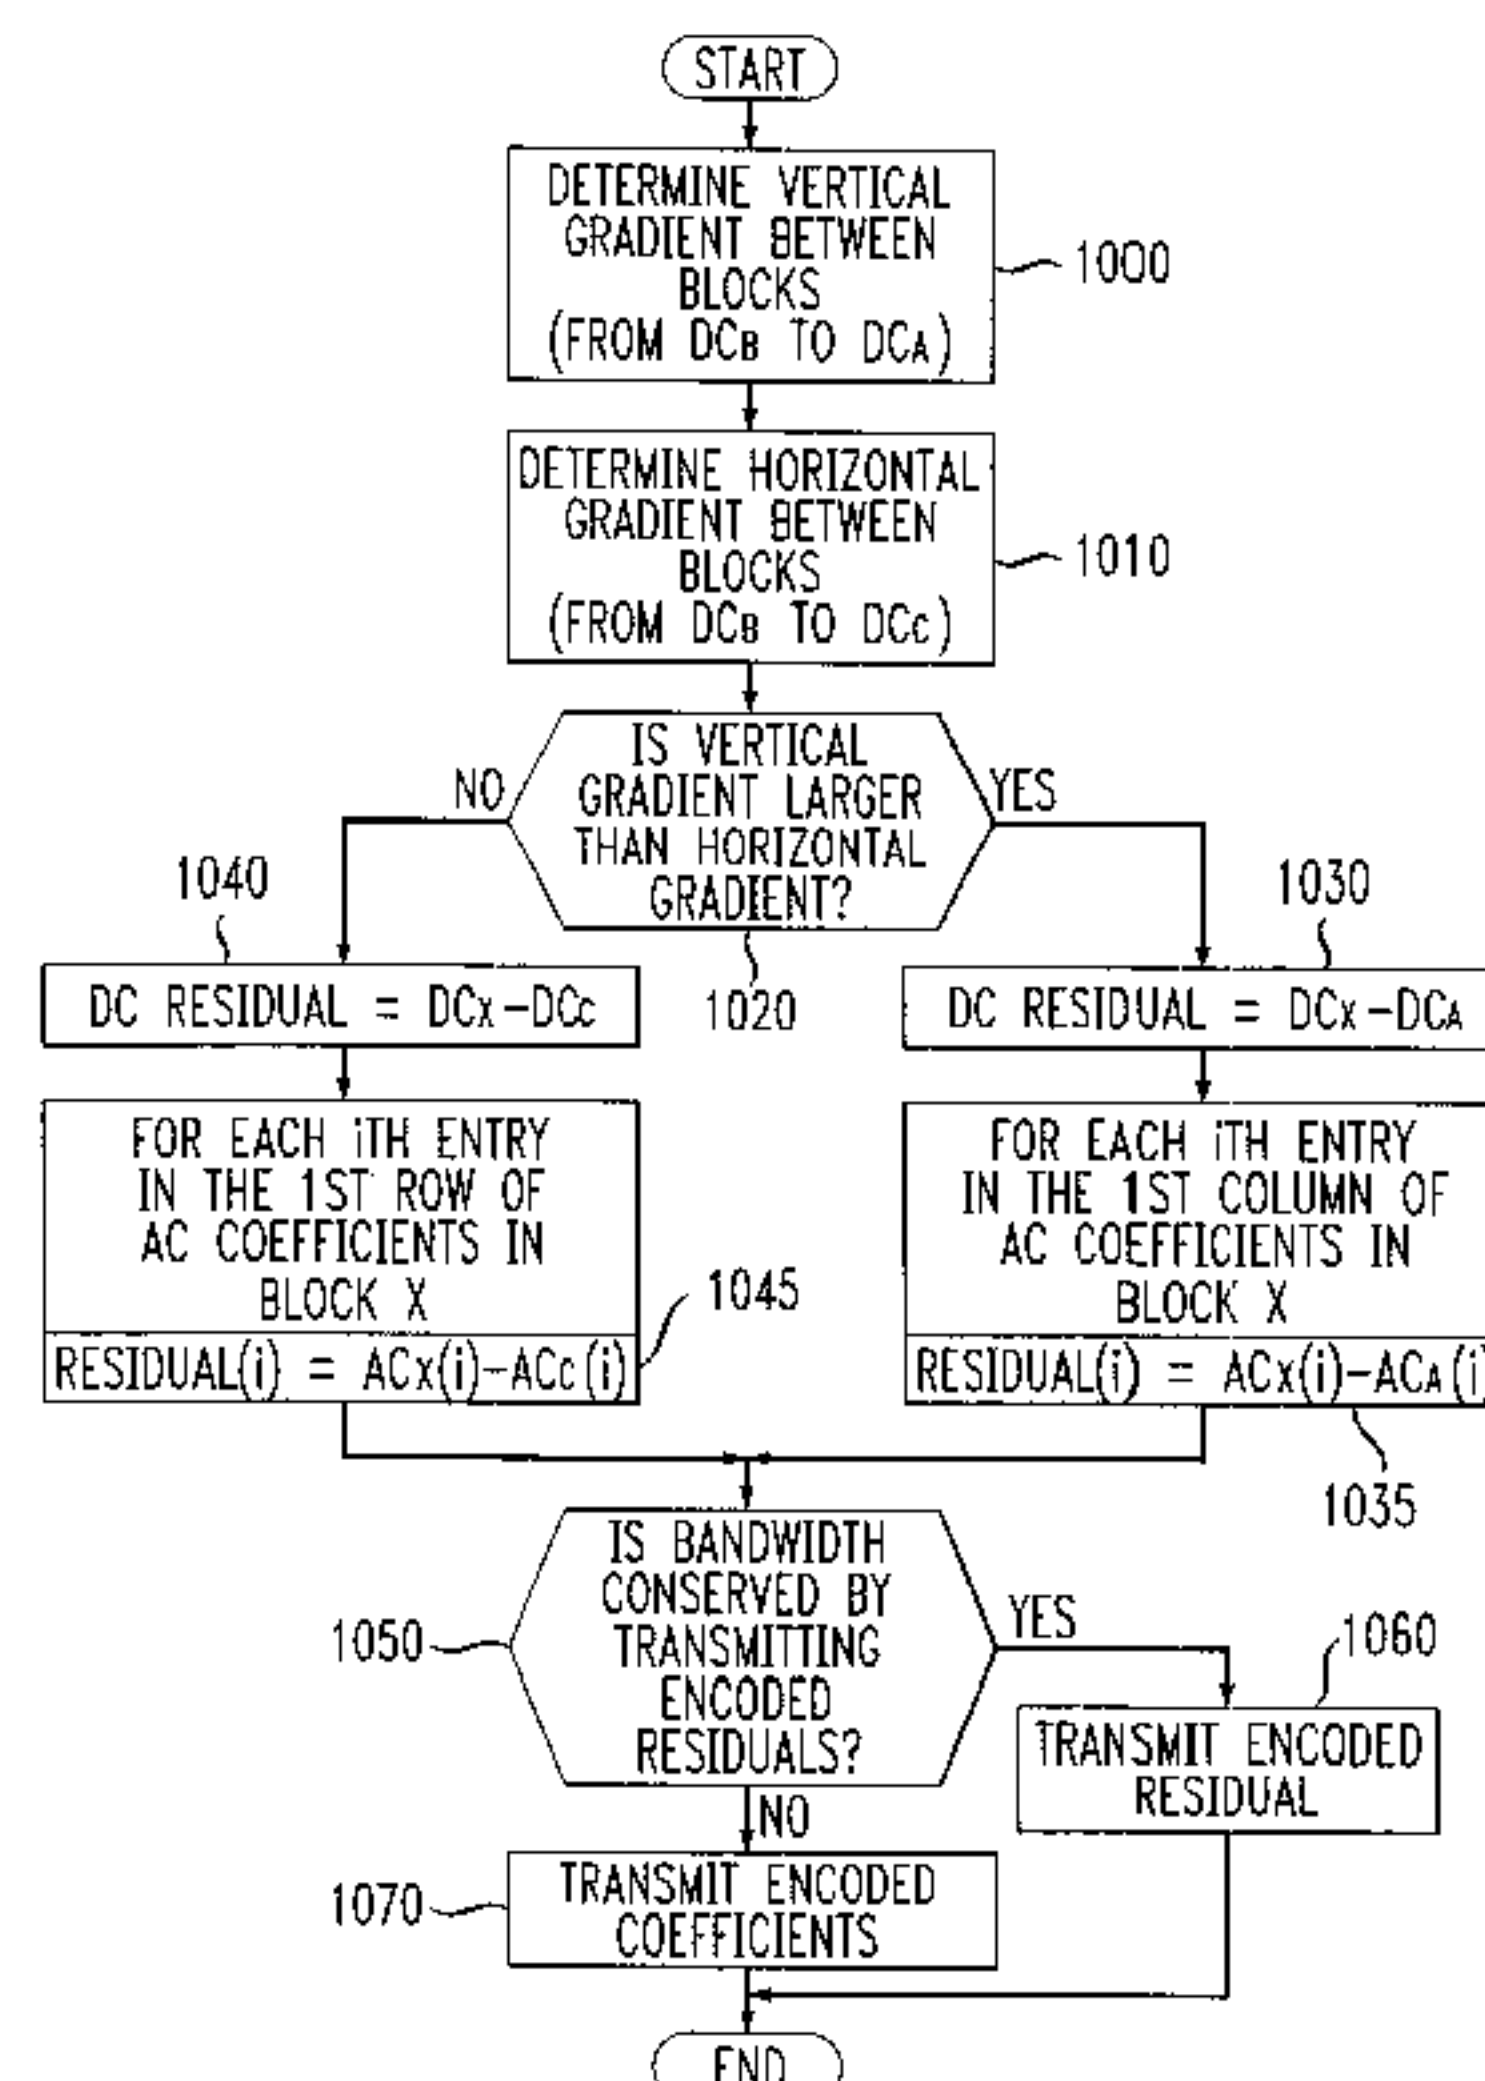 START
DETERMINE VERTICAL
GRADIENT BETWEEN
BLOCKS
(FROM DCB TO DCA)
1000
DETERMINE HORIZONTAL
GRADIENT BETWEEN
BLOCKS
(FROM DCB TO DCC)
1010
IS VERTICAL
GRADIENT LARGER
THAN HORIZONTAL
GRADIENT?
NO
YES
1020
1040
1030
DC RESIDUAL = DCX-DCC
DC RESIDUAL = DCX-DCA
FOR EACH iTH ENTRY
IN THE 1ST ROW OF
AC COEFFICIENTS IN
BLOCK X
RESIDUAL(i) = ACX(i)-ACC(i)
1045
FOR EACH iTH ENTRY
IN THE 1ST COLUMN OF
AC COEFFICIENTS IN
BLOCK X
RESIDUAL(i) = ACX(i)-ACA(i)
1035
IS BANDWIDTH
CONSERVED BY
TRANSMITTING
ENCODED
RESIDUALS?
1050
YES
NO
1060
TRANSMIT ENCODED
RESIDUAL
TRANSMIT ENCODED
COEFFICIENTS
1070
END